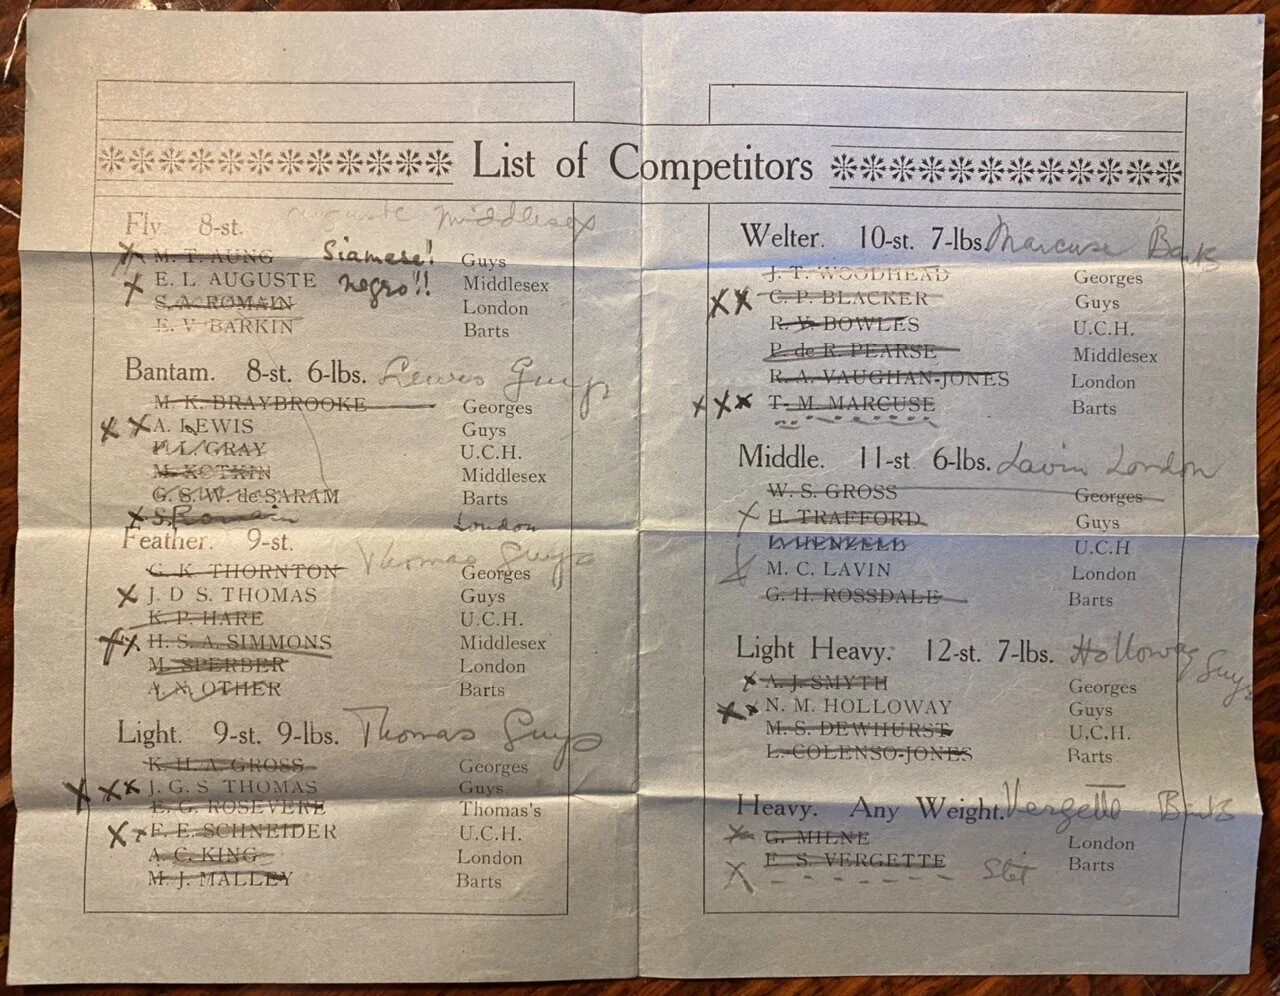 List of Competitors
Fly. 8-st. Auguste Middlesex
M. T. AUNG Siamese! Guys
E. L. AUGUSTE negro!! Middlesex
S. A. ROMAIN London
E. V. BARKIN Barts
Bantam. 8-st. 6-lbs. Lewis Guys
M. K. BRAYBROOKE Georges
A. LEWIS Guys
P. L. GRAY U.C.H.
M. KOTKIN Middlesex
G. S. W. de SARAM Barts
S. Romain London
Feather. 9-st. Thomas Guys
G. K. THORNTON Georges
J. D S. THOMAS Guys
K. P. HARE U.C.H.
H. S. A. SIMMONS Middlesex
M. SPERBER London
A. N. OTHER Barts
Light. 9-st. 9-lbs. Thomas Guys
K. H. A. GROSS Georges
J. G. S THOMAS Guys
E. G. ROSEVERE Thomas's
F. E. SCHNEIDER U.C.H.
A. C. KING London
M. J. MALLEY Barts
Welter. 10-st. 7-lbs. Marcuse Barts
J. T. WOODHEAD Georges
C. P. BLACKER Guys
R. V. BOWLES U.C.H.
P. de R. PEARSE Middlesex
R. A. VAUGHAN-JONES London
T. M. MARCUSE Barts
Middle. 11-st 6-lbs. Lavin London
W. S. GROSS Georges
H. TRAFFORD Guys
HENZELD U.C.H
M. C. LAVIN London
G. H. ROSSDALE Barts
Light Heavy. 12-st. 7-lbs. Holloway Guys
A. J. SMYTH Georges
N. M. HOLLOWAY Guys
M. S. DEWHURST U.C.H.
L. COLENSO-JONES Barts
Heavy. Any Weight. Vergette Barts
G. MILNE London
E. S. VERGETTE Stet Barts